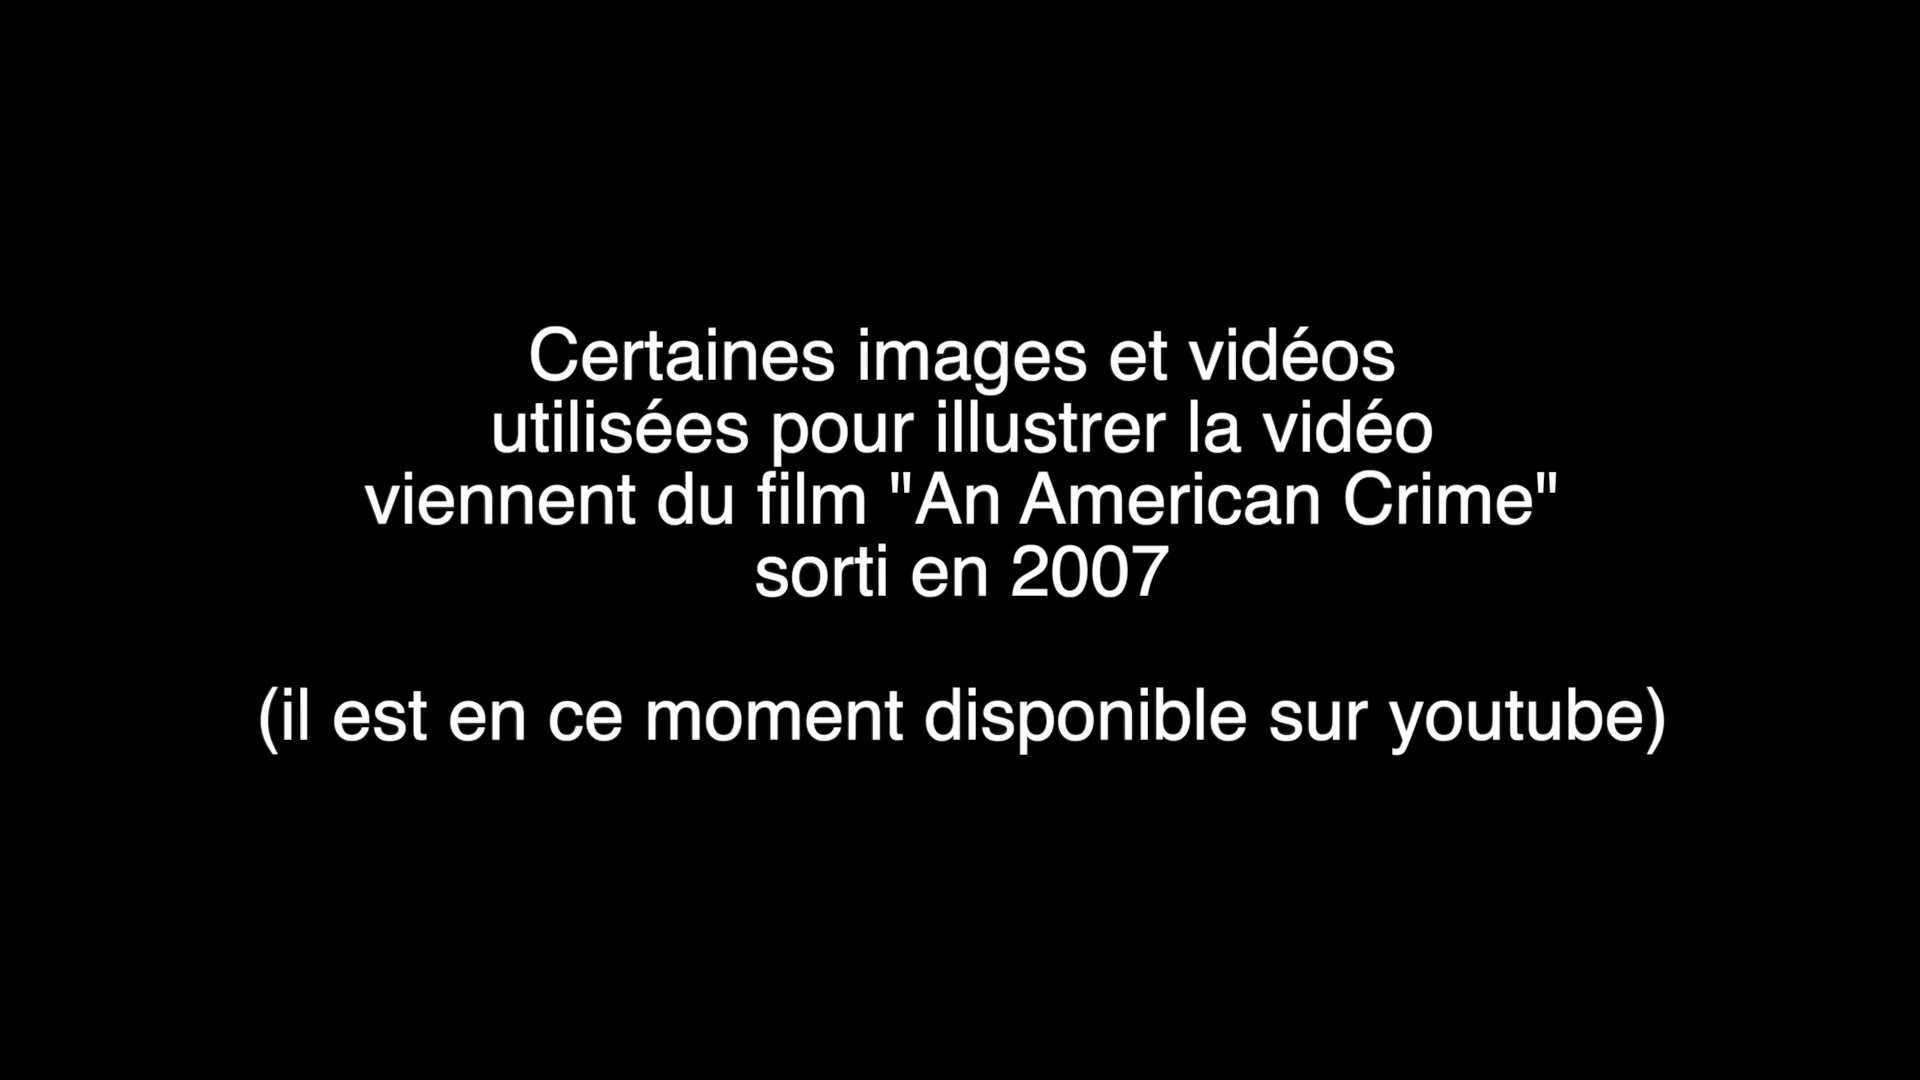 Certaines images et vidéos
utilisées pour illustrer la vidéo
viennent du film "An American Crime"
sorti en 2007
(il est en ce moment disponible sur youtube)